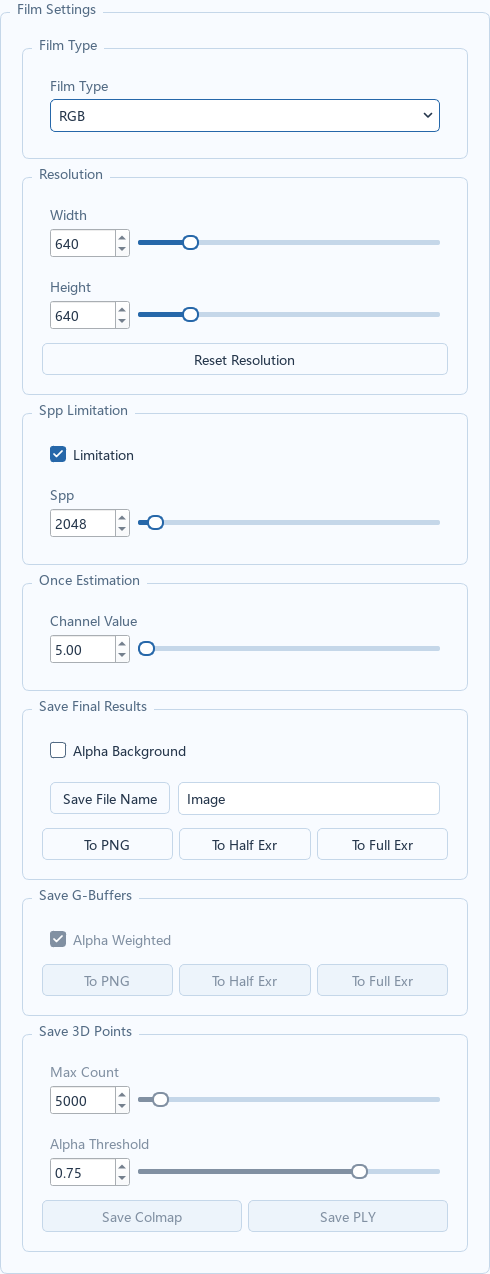 Film Settings
Film Type
Film Type
RGB
Resolution
Width
640
Height
640
Reset Resolution
Spp Limitation
Limitation
Spp
2048
Once Estimation
Channel Value
5.00
Save Final Results
Alpha Background
Save File Name Image
To PNG To Half Exr To Full Exr
Save G-Buffers
Alpha Weighted
To PNG To Half Exr To Full Exr
Save 3D Points
Max Count
5000
Alpha Threshold
0.75
Save Colmap Save PLY